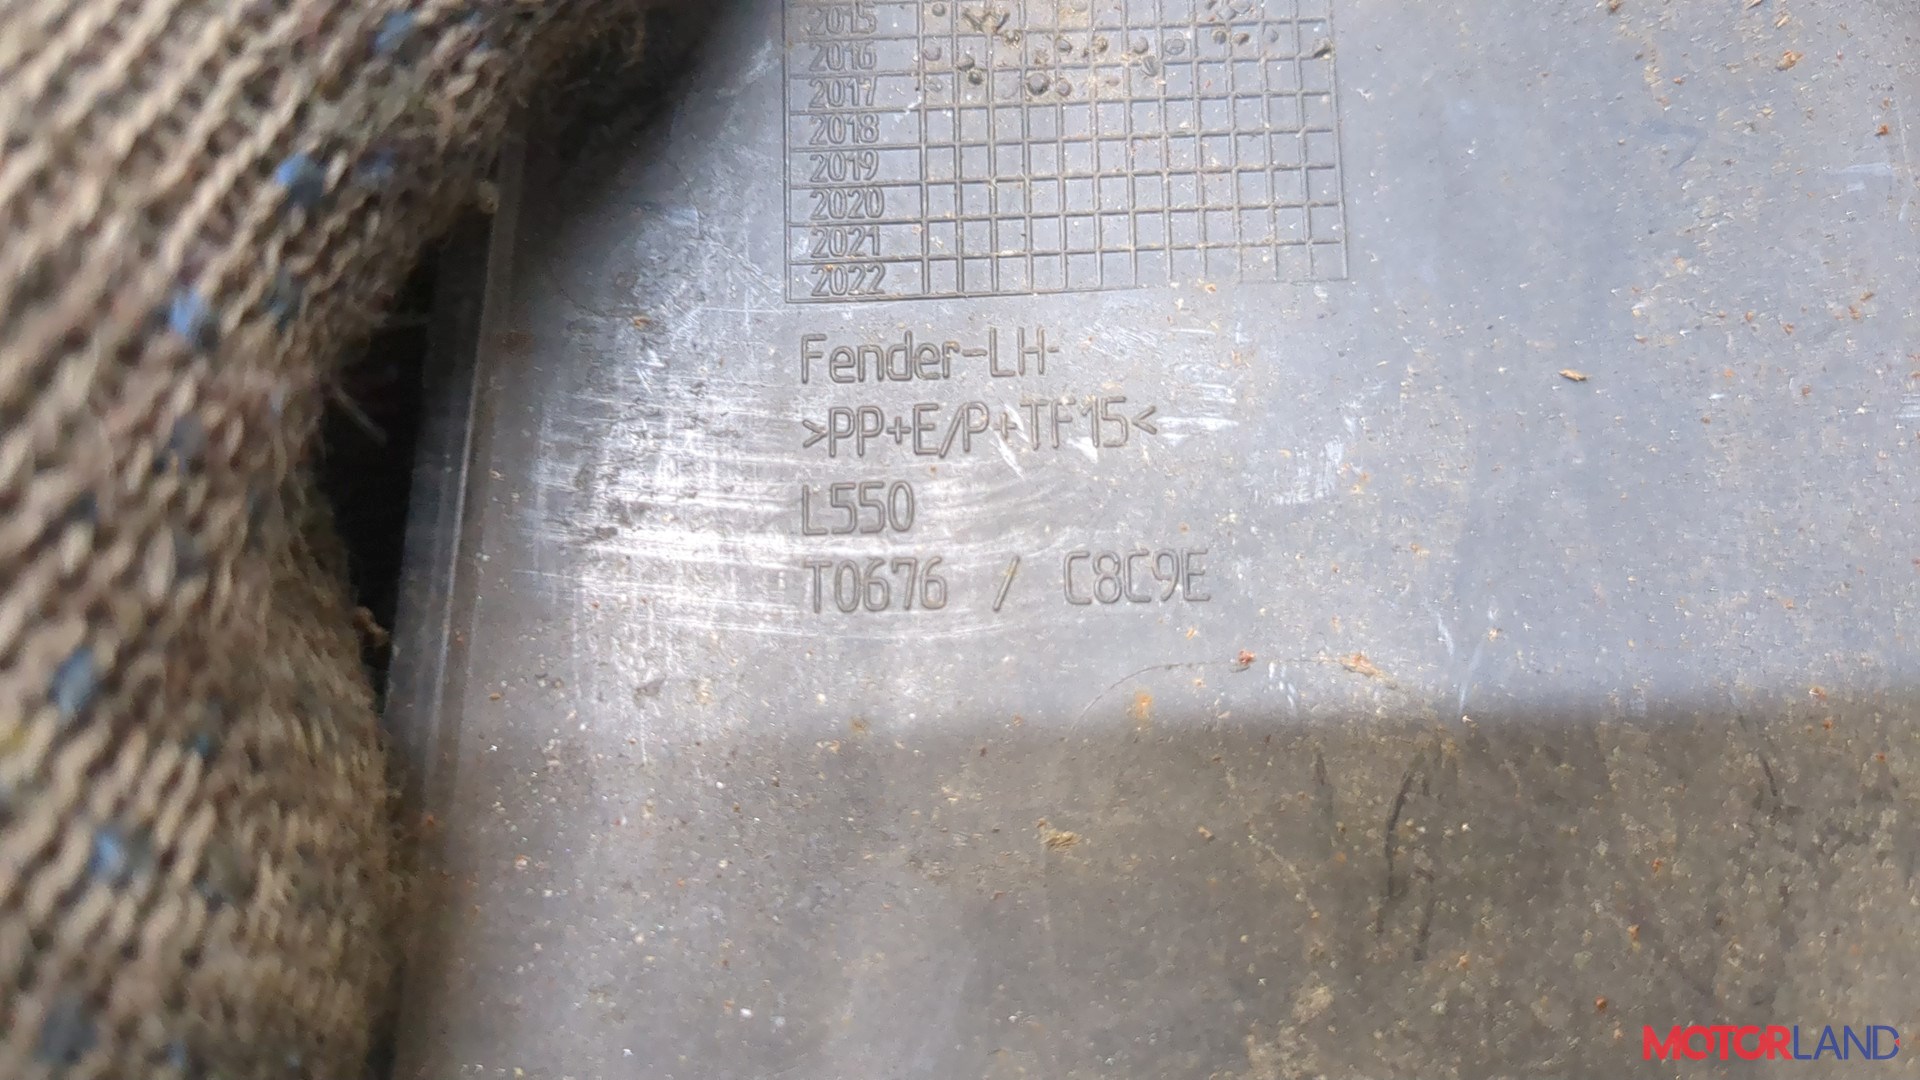 2015
2016
2017
2018
2019
2020
2021
2022
Fender-LH-
>PP+E/P+TF15<
L550
T0676 / C8C9E
MOTORLAND